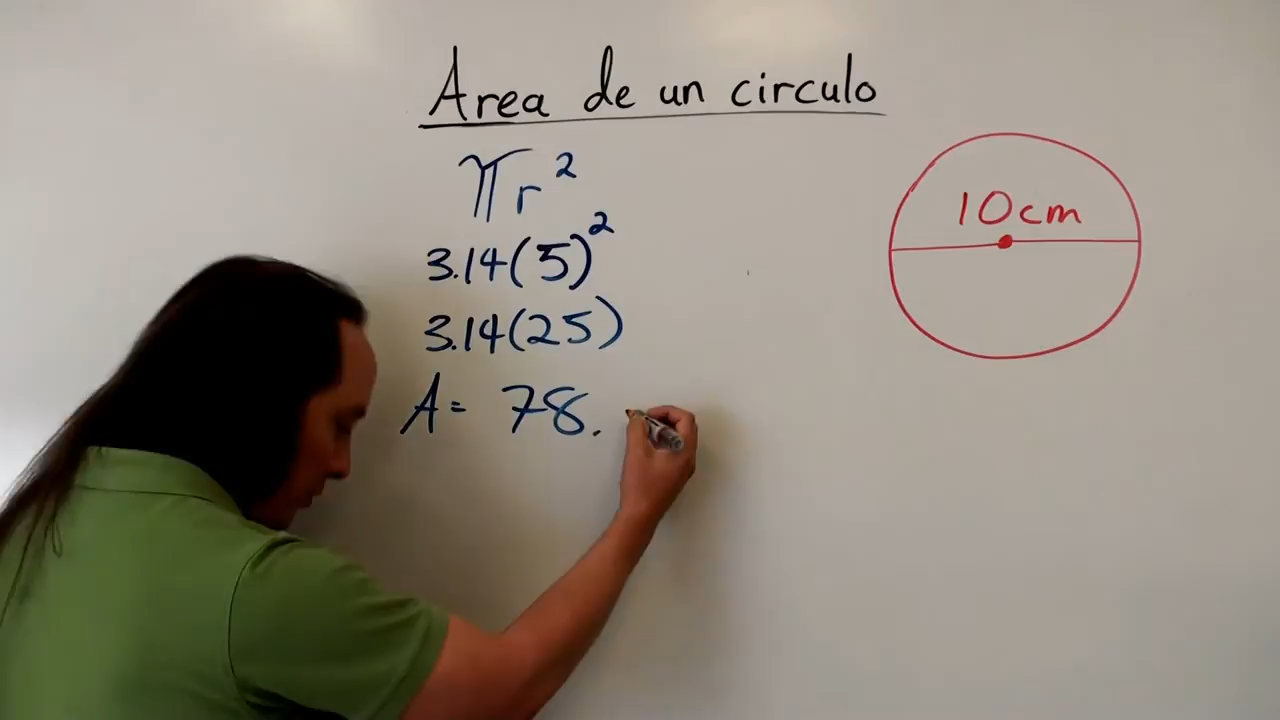 Area de un circulo
πr²
3.14(5)²
3.14(25)
A= 78.
10cm